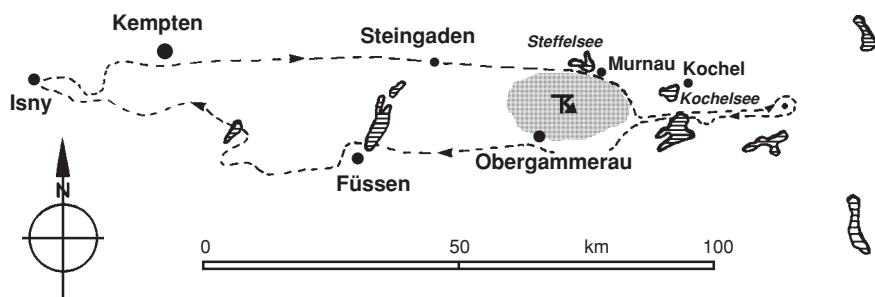 Kempten
Steingaden
Steffelsee
Murnau
Kochel
Isny
Kochelsee
Obergammerau
Füssen
N
0
50
km
100